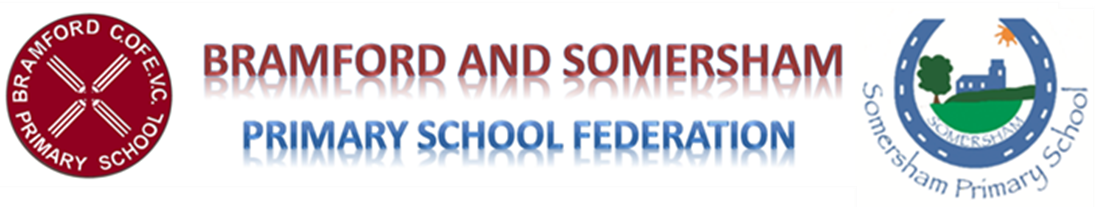 BRAMFORD C.OF.E.V.C.
PRIMARY SCHOOL
BRAMFORD AND SOMERSHAM
PRIMARY SCHOOL FEDERATION
SOMERSHAM
Somersham Primary School